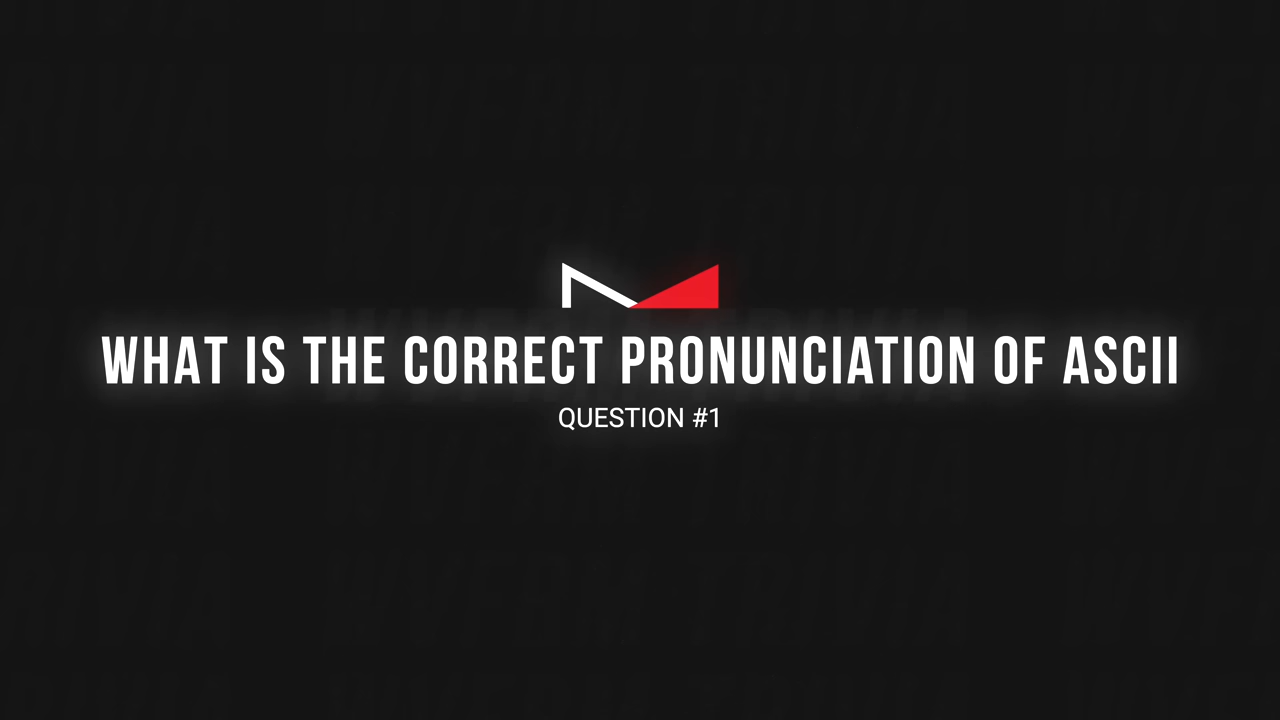 WHAT IS THE CORRECT PRONUNCIATION OF ASCII
QUESTION #1